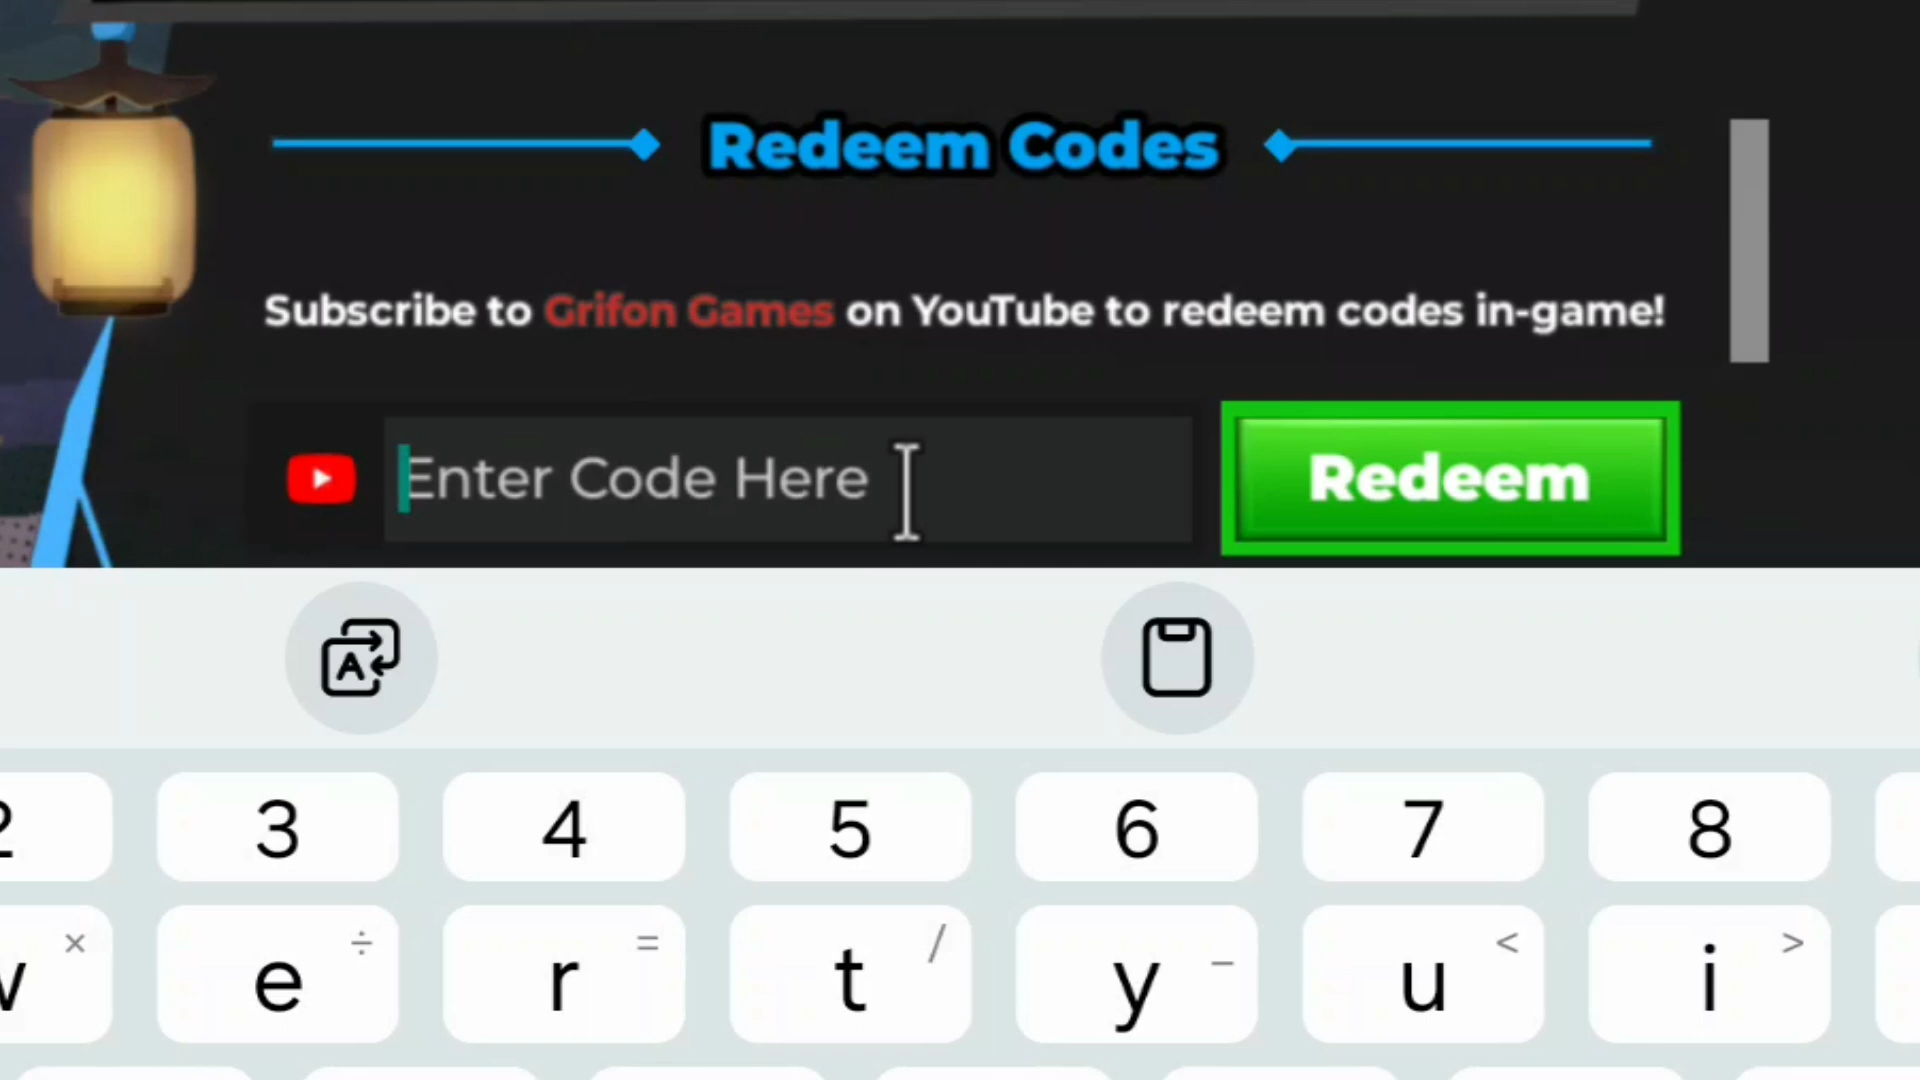 Redeem Codes
Subscribe to Grifon Games on YouTube to redeem codes in-game!
Enter Code Here
Redeem
A
2 3 4 5 6 7 8
w × e ÷ r = t / y _ u < i >